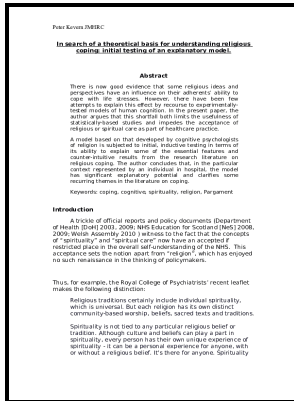 Peter Kevern JMHRC
In search of a theoretical basis for understanding religious
coping: initial testing of an explanatory model.
Abstract
There is now good evidence that some religious ideas and
perspectives have an influence on their adherents' ability to
cope with life stresses. However, there have been few
attempts to explain this effect by recourse to experimentally-
tested models of human cognition. In the present paper, the
author argues that this shortfall both limits the usefulness of
statistically-based studies and impedes the acceptance of
religious or spiritual care as part of healthcare practice.
A model based on that developed by cognitive psychologists
of religion is subjected to initial, inductive testing in terms of
its ability to explain some of the essential features and
counter-intuitive results from the research literature on
religious coping. The author concludes that, in the particular
context represented by an individual in hospital, the model
has significant explanatory potential and clarifies some
recurring themes in the literature on coping.
Keywords: coping, cognitive, spirituality, religion, Pargament
Introduction
A trickle of official reports and policy documents (Department
of Health [DoH] 2003, 2009; NHS Education for Scotland [NeS] 2008,
2009; Welsh Assembly 2010 ) witness to the fact that the concepts
of "spirituality" and "spiritual care" now have an accepted if
restricted place in the overall self-understanding of the NHS. This
acceptance sets the notion apart from "religion", which has enjoyed
no such renaissance in the thinking of policymakers.
Thus, for example, the Royal College of Psychiatrists' recent leaflet
makes the following distinction:
Religious traditions certainly include individual spirituality,
which is universal. But each religion has its own distinct
community-based worship, beliefs, sacred texts and traditions.
Spirituality is not tied to any particular religious belief or
tradition. Although culture and beliefs can play a part in
spirituality, every person has their own unique experience of
spirituality - it can be a personal experience for anyone, with
or without a religious belief. It's there for anyone. Spirituality